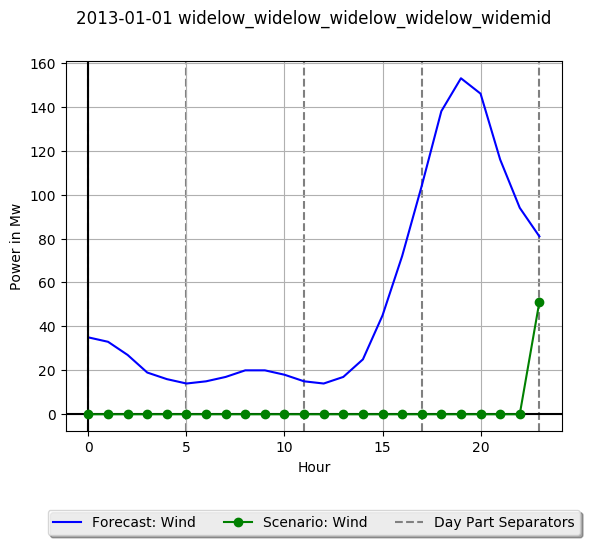 2013-01-01 widelow_widelow_widelow_widelow_widemid
160
140
120
100
80
60
40
20
0
Power in Mw
0 5 10 15 20
Hour
Forecast: Wind Scenario: Wind Day Part Separators